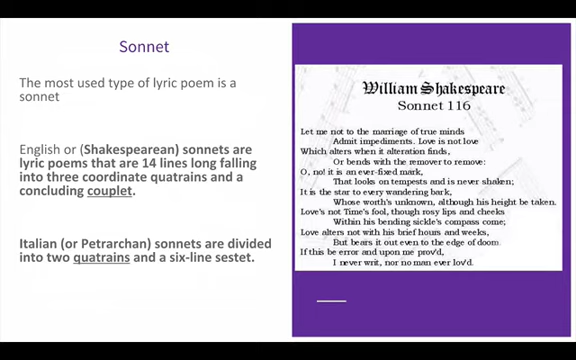 Sonnet
The most used type of lyric poem is a
sonnet
English or (Shakespearean) sonnets are
lyric poems that are 14 lines long falling
into three coordinate quatrains and a
concluding couplet.
Italian (or Petrarchan) sonnets are divided
into two quatrains and a six-line sestet.
William Shakespeare
Sonnet 116
Let me not to the marriage of true minds
Admit impediments. Love is not love
Which alters when it alteration finds,
Or bends with the remover to remove:
O, no! it is an ever-fixed mark,
That looks on tempests and is never shaken;
It is the star to every wandering bark,
Whose worth's unknown, although his height be taken.
Love's not Time's fool, though rosy lips and cheeks
Within his bending sickle's compass come;
Love alters not with his brief hours and weeks,
But bears it out even to the edge of doom.
If this be error and upon me prov'd,
I never writ, nor no man ever lov'd.